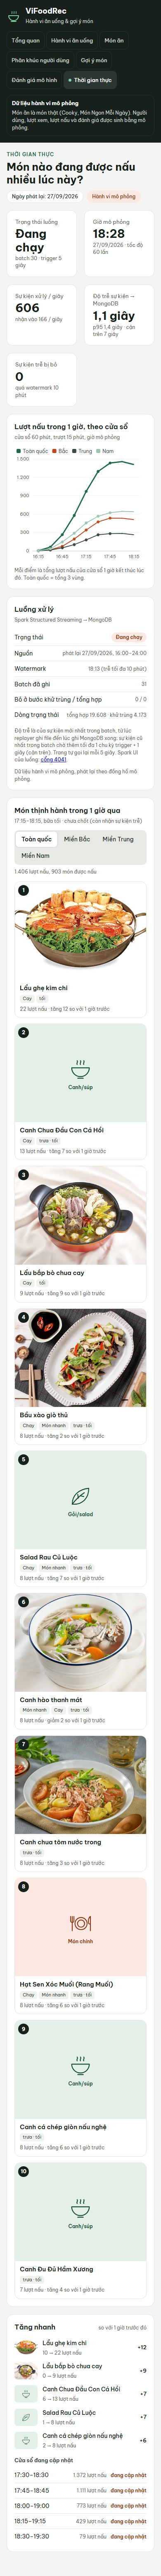 ViFoodRec
Hành vi ăn uống & gợi ý món
Tổng quan
Hành vi ăn uống
Món ăn
Phân khúc người dùng
Gợi ý món
Đánh giá mô hình
Thời gian thực
Dữ liệu hành vi mô phỏng
Món ăn là món thật (Cooky, Món Ngon Mỗi Ngày). Người
dùng, lượt xem, lượt nấu và đánh giá được sinh bằng mô
phỏng.
THỜI GIAN THỰC
Món nào đang được nấu
nhiều lúc này?
Ngày phát lại: 27/09/2026
Hành vi mô phỏng
Trạng thái luồng
Đang
chạy
batch 30 · trigger 5
giây
Giờ mô phỏng
18:28
27/09/2026 · tốc độ
60 lần
Sự kiện xử lý / giây
606
nhận vào 166 / giây
Độ trễ sự kiện →
MongoDB
1,1 giây
p95 1,4 giây · cận
trên 7 giây
Sự kiện trễ bị bỏ
0
quá watermark 10
phút
Lượt nấu trong 1 giờ, theo cửa sổ
cửa sổ 60 phút, trượt 15 phút, giờ mô phỏng
Toàn quốc
Bắc
Trung
Nam
1.500
1.200
900
600
300
0
16:15
16:45
17:15
17:45
18:15
Mỗi điểm là tổng lượt nấu của cửa sổ 1 giờ kết thúc lúc
đó. Toàn quốc = tổng 3 vùng.
Luồng xử lý
Spark Structured Streaming → MongoDB
Trạng thái
Đang chạy
Nguồn
phát lại 27/09/2026, 16:00–24:00
Watermark
18:13 (trễ tối đa 10 phút)
Batch đã ghi
31
Bỏ ở bước khử trùng / tổng hợp
0 / 0
Dòng trạng thái
tổng hợp 19.608 · khử trùng 4.173
Độ trễ là của sự kiện mới nhất trong batch, tính từ lúc
replayer ghi file đến lúc ghi MongoDB xong, sự kiện cũ
nhất trong batch chờ thêm tối đa 1 chu kỳ trigger + 1
giây (cận trên). Trang tự gọi lại mỗi 5 giây. Spark UI
của luồng: cổng 4041.
Dữ liệu hành vi mô phỏng, phát lại theo đồng hồ mô
phỏng.
Món thịnh hành trong 1 giờ qua
17:15–18:15, bữa tối · chưa chốt (còn nhận sự kiện trễ)
Toàn quốc
Miền Bắc
Miền Trung
Miền Nam
1.406 lượt nấu, 903 món được nấu
1
Lẩu ghẹ kim chi
Cay
tối
22 lượt nấu · tăng 12 so với 1 giờ trước
2
Canh/súp
Canh Chua Đầu Con Cá Hồi
Cay
trưa · tối
13 lượt nấu · tăng 7 so với 1 giờ trước
3
Lẩu bắp bò chua cay
Cay
tối
9 lượt nấu · tăng 9 so với 1 giờ trước
4
Bầu xào giò thủ
Chay
Món nhanh
trưa · tối
8 lượt nấu · tăng 2 so với 1 giờ trước
5
Gỏi/salad
Salad Rau Củ Luộc
Chay
Món nhanh
trưa · tối
8 lượt nấu · tăng 7 so với 1 giờ trước
6
Canh hào thanh mát
Món nhanh
Cay
trưa · tối
8 lượt nấu · giảm 2 so với 1 giờ trước
7
Canh chua tôm nước trong
trưa · tối
8 lượt nấu · tăng 3 so với 1 giờ trước
8
Món chính
Hạt Sen Xóc Muối (Rang Muối)
Chay
Món nhanh
trưa · tối
8 lượt nấu · tăng 6 so với 1 giờ trước
9
Canh/súp
Canh cá chép giòn nấu nghệ
trưa · tối
8 lượt nấu · tăng 6 so với 1 giờ trước
10
Canh/súp
Canh Đu Đủ Hầm Xương
trưa · tối
7 lượt nấu · tăng 4 so với 1 giờ trước
Tăng nhanh
so với 1 giờ trước đó
Lẩu ghẹ kim chi
10 → 22 lượt nấu
+12
Lẩu bắp bò chua cay
0 → 9 lượt nấu
+9
Canh Chua Đầu Con Cá Hồi
6 → 13 lượt nấu
+7
Salad Rau Củ Luộc
1 → 8 lượt nấu
+7
Canh cá chép giòn nấu nghệ
2 → 8 lượt nấu
+6
Cửa sổ đang cập nhật
17:30–18:30
1.372 lượt nấu
đang cập nhật
17:45–18:45
1.111 lượt nấu
đang cập nhật
18:00–19:00
773 lượt nấu
đang cập nhật
18:15–19:15
429 lượt nấu
đang cập nhật
18:30–19:30
79 lượt nấu
đang cập nhật